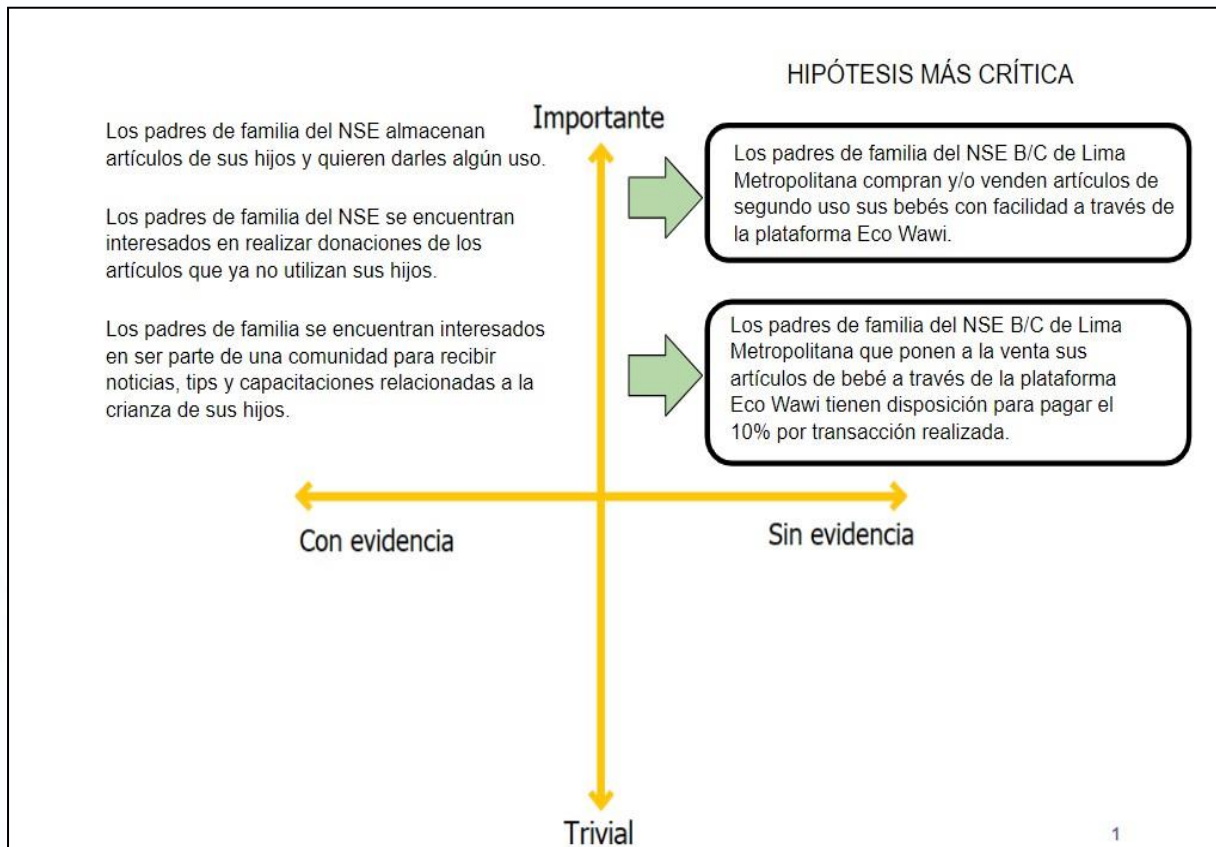 HIPÓTESIS MÁS CRÍTICA
Importante
Los padres de familia del NSE almacenan
artículos de sus hijos y quieren darles algún uso.
Los padres de familia del NSE se encuentran
interesados en realizar donaciones de los
artículos que ya no utilizan sus hijos.
Los padres de familia se encuentran interesados
en ser parte de una comunidad para recibir
noticias, tips y capacitaciones relacionadas a la
crianza de sus hijos.
Los padres de familia del NSE B/C de Lima
Metropolitana compran y/o venden artículos de
segundo uso sus bebés con facilidad a través de
la plataforma Eco Wawi.
Los padres de familia del NSE B/C de Lima
Metropolitana que ponen a la venta sus
artículos de bebé a través de la plataforma
Eco Wawi tienen disposición para pagar el
10% por transacción realizada.
Con evidencia
Sin evidencia
Trivial
1